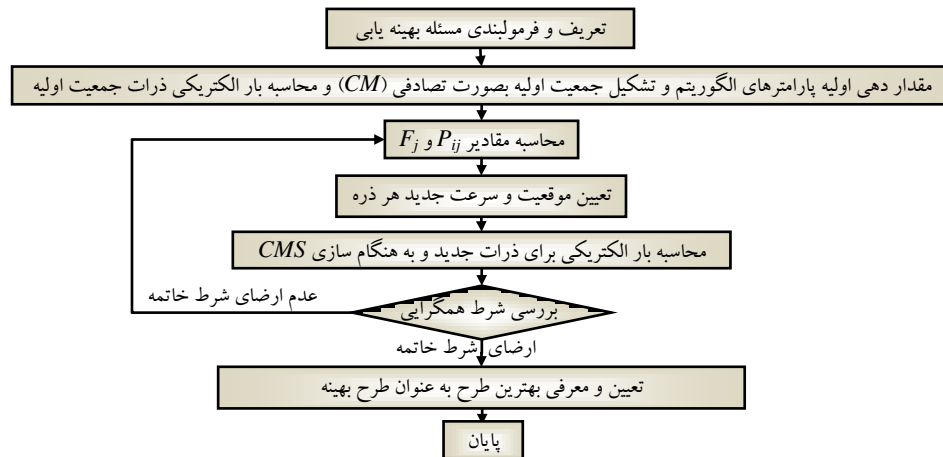 تعریف و فرمولبندی مسئله بهینه یابی
مقدار دهی اولیه پارامترهای الگوریتم و تشکیل جمعیت اولیه بصورت تصادفی (CM) و محاسبه بار الکتریکی ذرات جمعیت اولیه
محاسبه مقادیر P_{ij} و F_j
تعیین موقعیت و سرعت جدید هر ذره
محاسبه بار الکتریکی برای ذرات جدید و به هنگام سازی CMS
عدم ارضای شرط خاتمه
بررسی شرط همگرایی
ارضای شرط خاتمه
تعیین و معرفی بهترین طرح به عنوان طرح بهینه
پایان